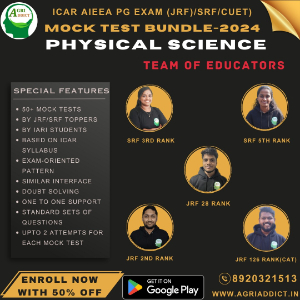 AGRI
ADDICT
ICAR AIEEA PG EXAM (JRF)/SRF/CUET)
MOCK TEST BUNDLE-2024
PHYSICAL SCIENCE
TEAM OF EDUCATORS
SPECIAL FEATURES
50+ MOCK TESTS
BY JRF/SRF TOPPERS
BY IARI STUDENTS
BASED ON ICAR
SYLLABUS
EXAM-ORIENTED
PATTERN
SIMILAR INTERFACE
DOUBT SOLVING
ONE TO ONE SUPPORT
STANDARD SETS OF
QUESTIONS
UPTO 2 ATTEMPTS FOR
EACH MOCK TEST
SRF 3RD RANK
SRF 5TH RANK
JRF 28 RANK
JRF 2ND RANK
JRF 126 RANK(CAT)
ENROLL NOW
WITH 50% OFF
GET IT ON
Google Play
8920321513
WWW.AGRIADDICT.IN